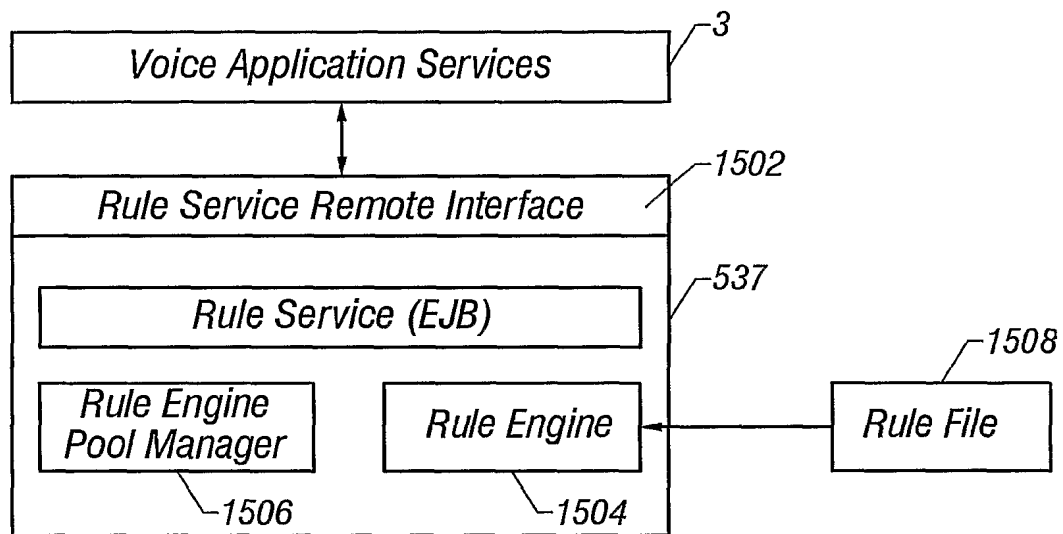 3
Voice Application Services
1502
Rule Service Remote Interface
537
Rule Service (EJB)
1508
Rule Engine
Pool Manager
Rule Engine
Rule File
1506
1504